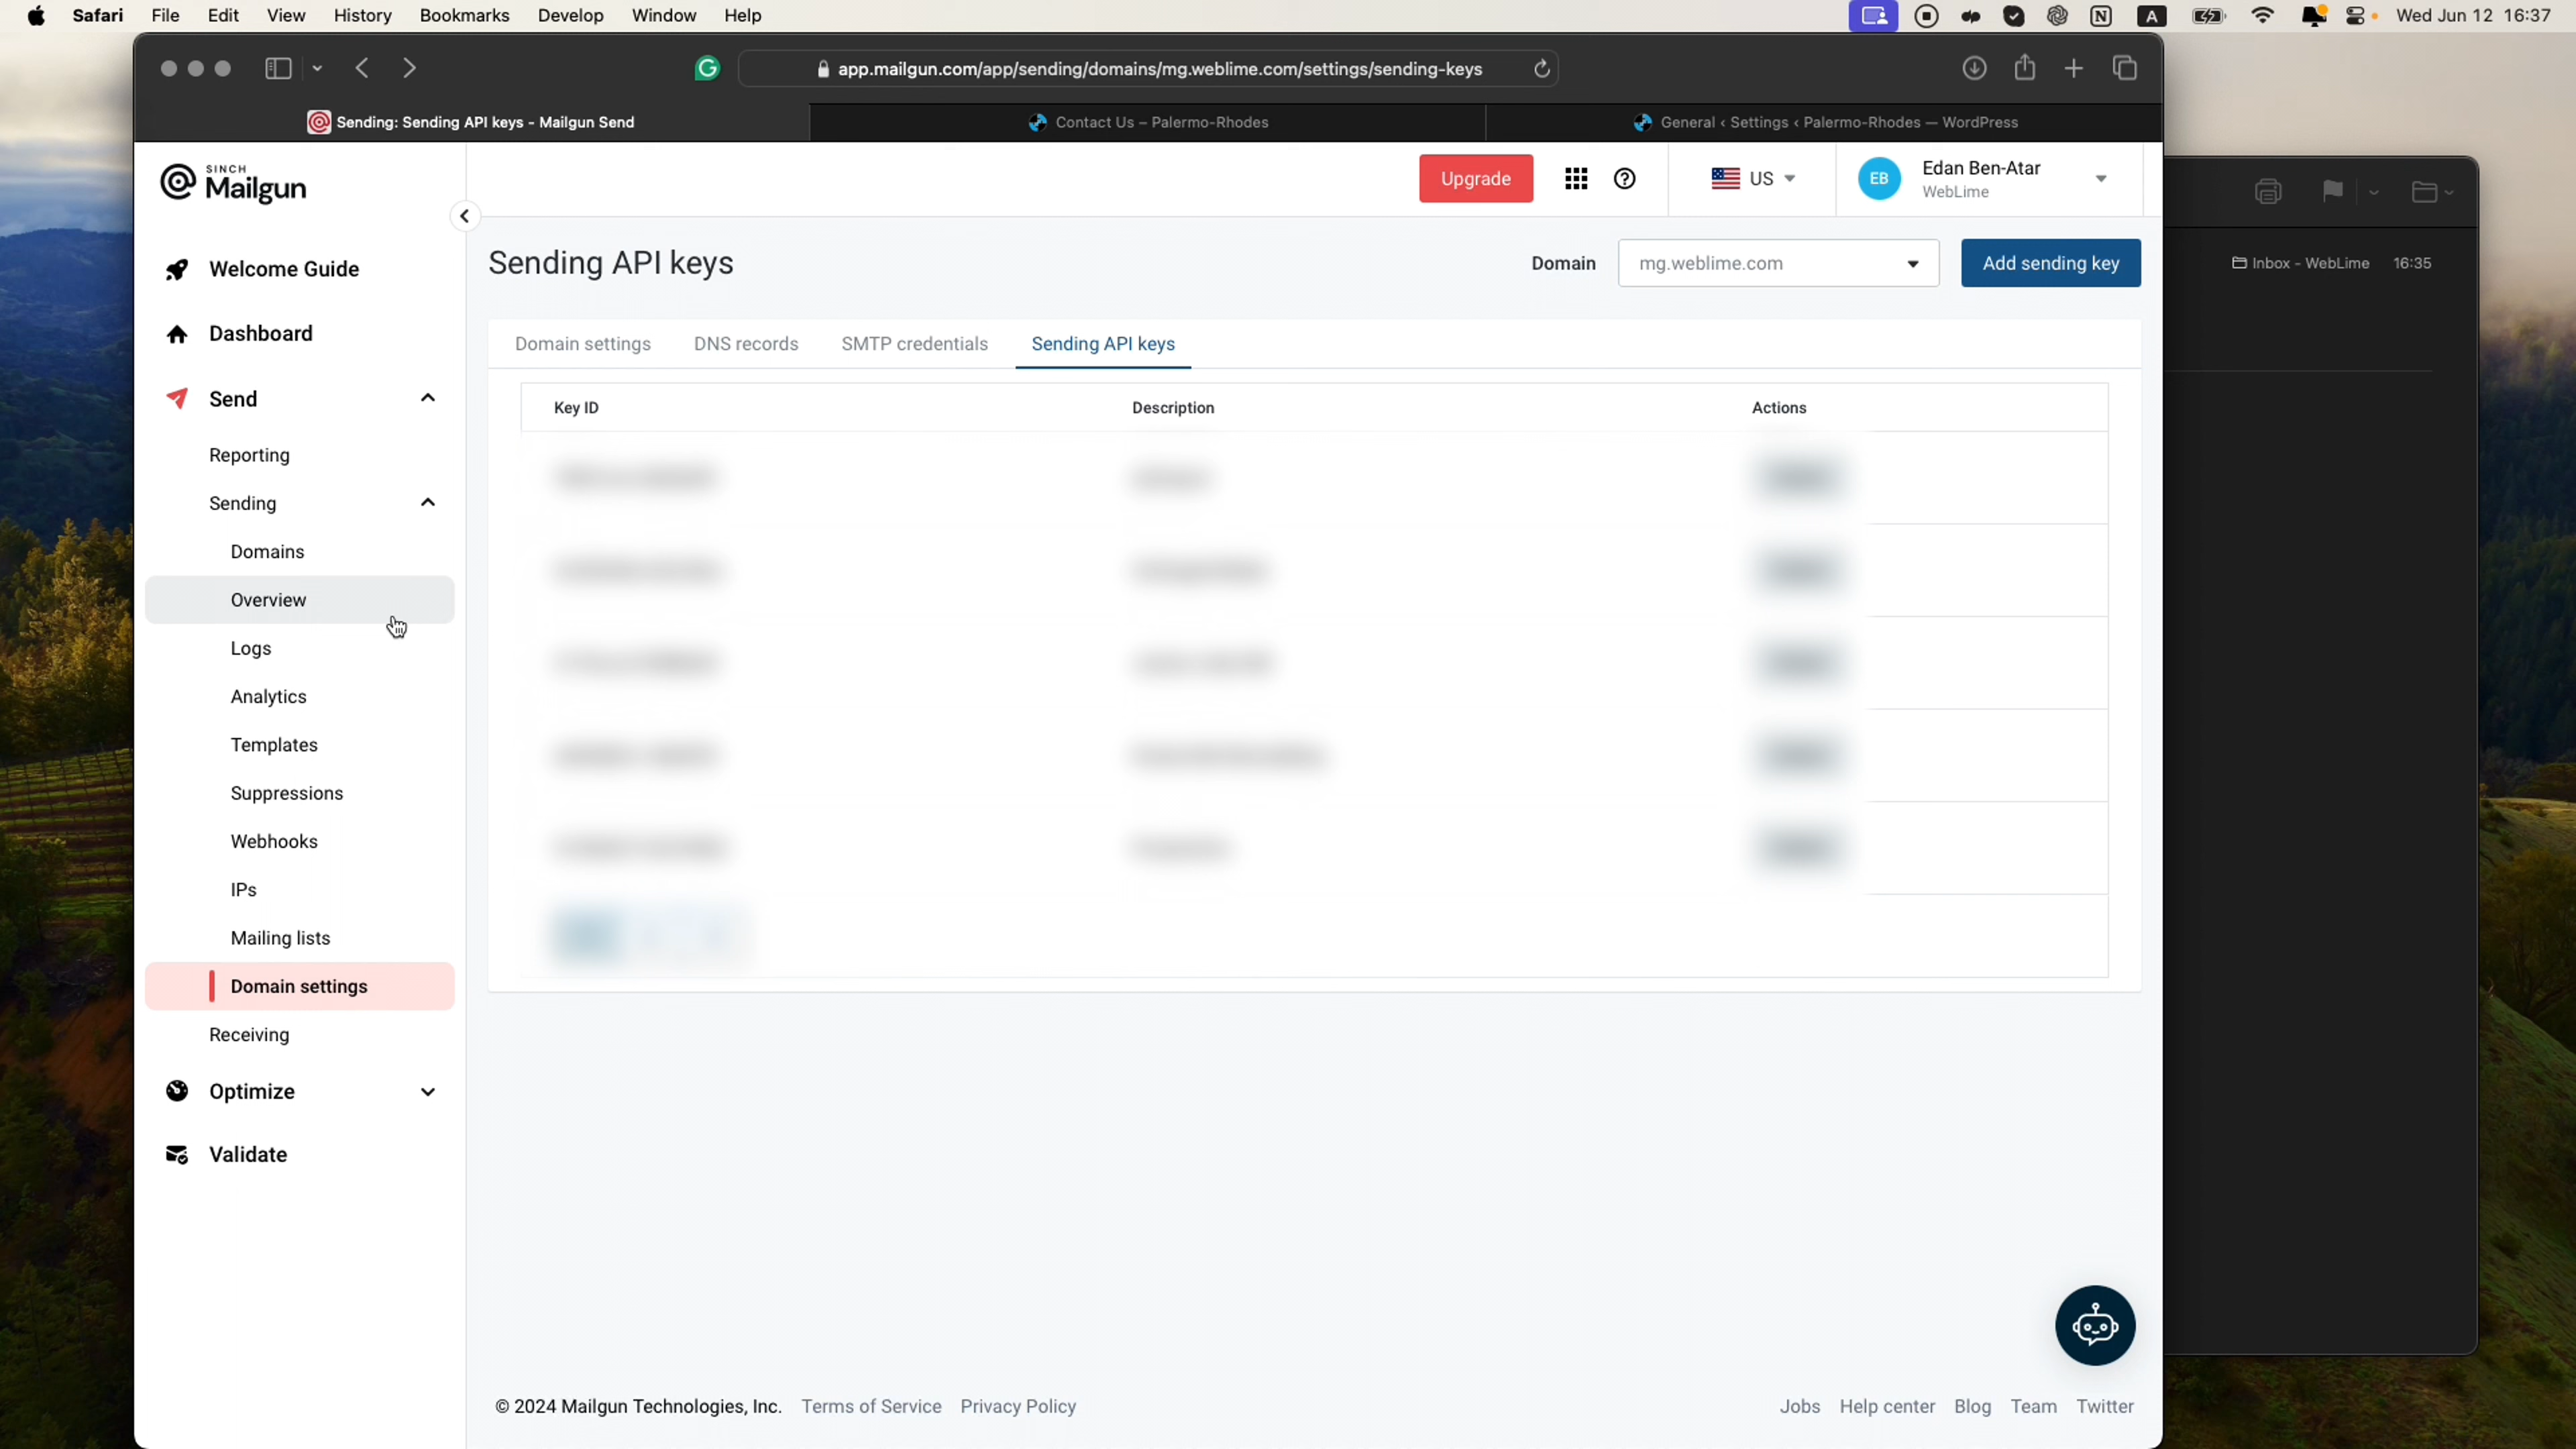 Safari File Edit View History Bookmarks Develop Window Help
A Wed Jun 12 16:37
app.mailgun.com/app/sending/domains/mg.weblime.com/settings/sending-keys
Sending: Sending API keys - Mailgun Send
Contact Us – Palermo-Rhodes
General ‹ Settings ‹ Palermo-Rhodes — WordPress
SINCH
Mailgun
Upgrade
US
EB
Edan Ben-Atar
WebLime
Inbox - WebLime 16:35
Welcome Guide
Dashboard
Send
Reporting
Sending
Domains
Overview
Logs
Analytics
Templates
Suppressions
Webhooks
IPs
Mailing lists
Domain settings
Receiving
Optimize
Validate
Sending API keys
Domain
mg.weblime.com
Add sending key
Domain settings DNS records SMTP credentials Sending API keys
Key ID Description Actions
© 2024 Mailgun Technologies, Inc. Terms of Service Privacy Policy
Jobs Help center Blog Team Twitter